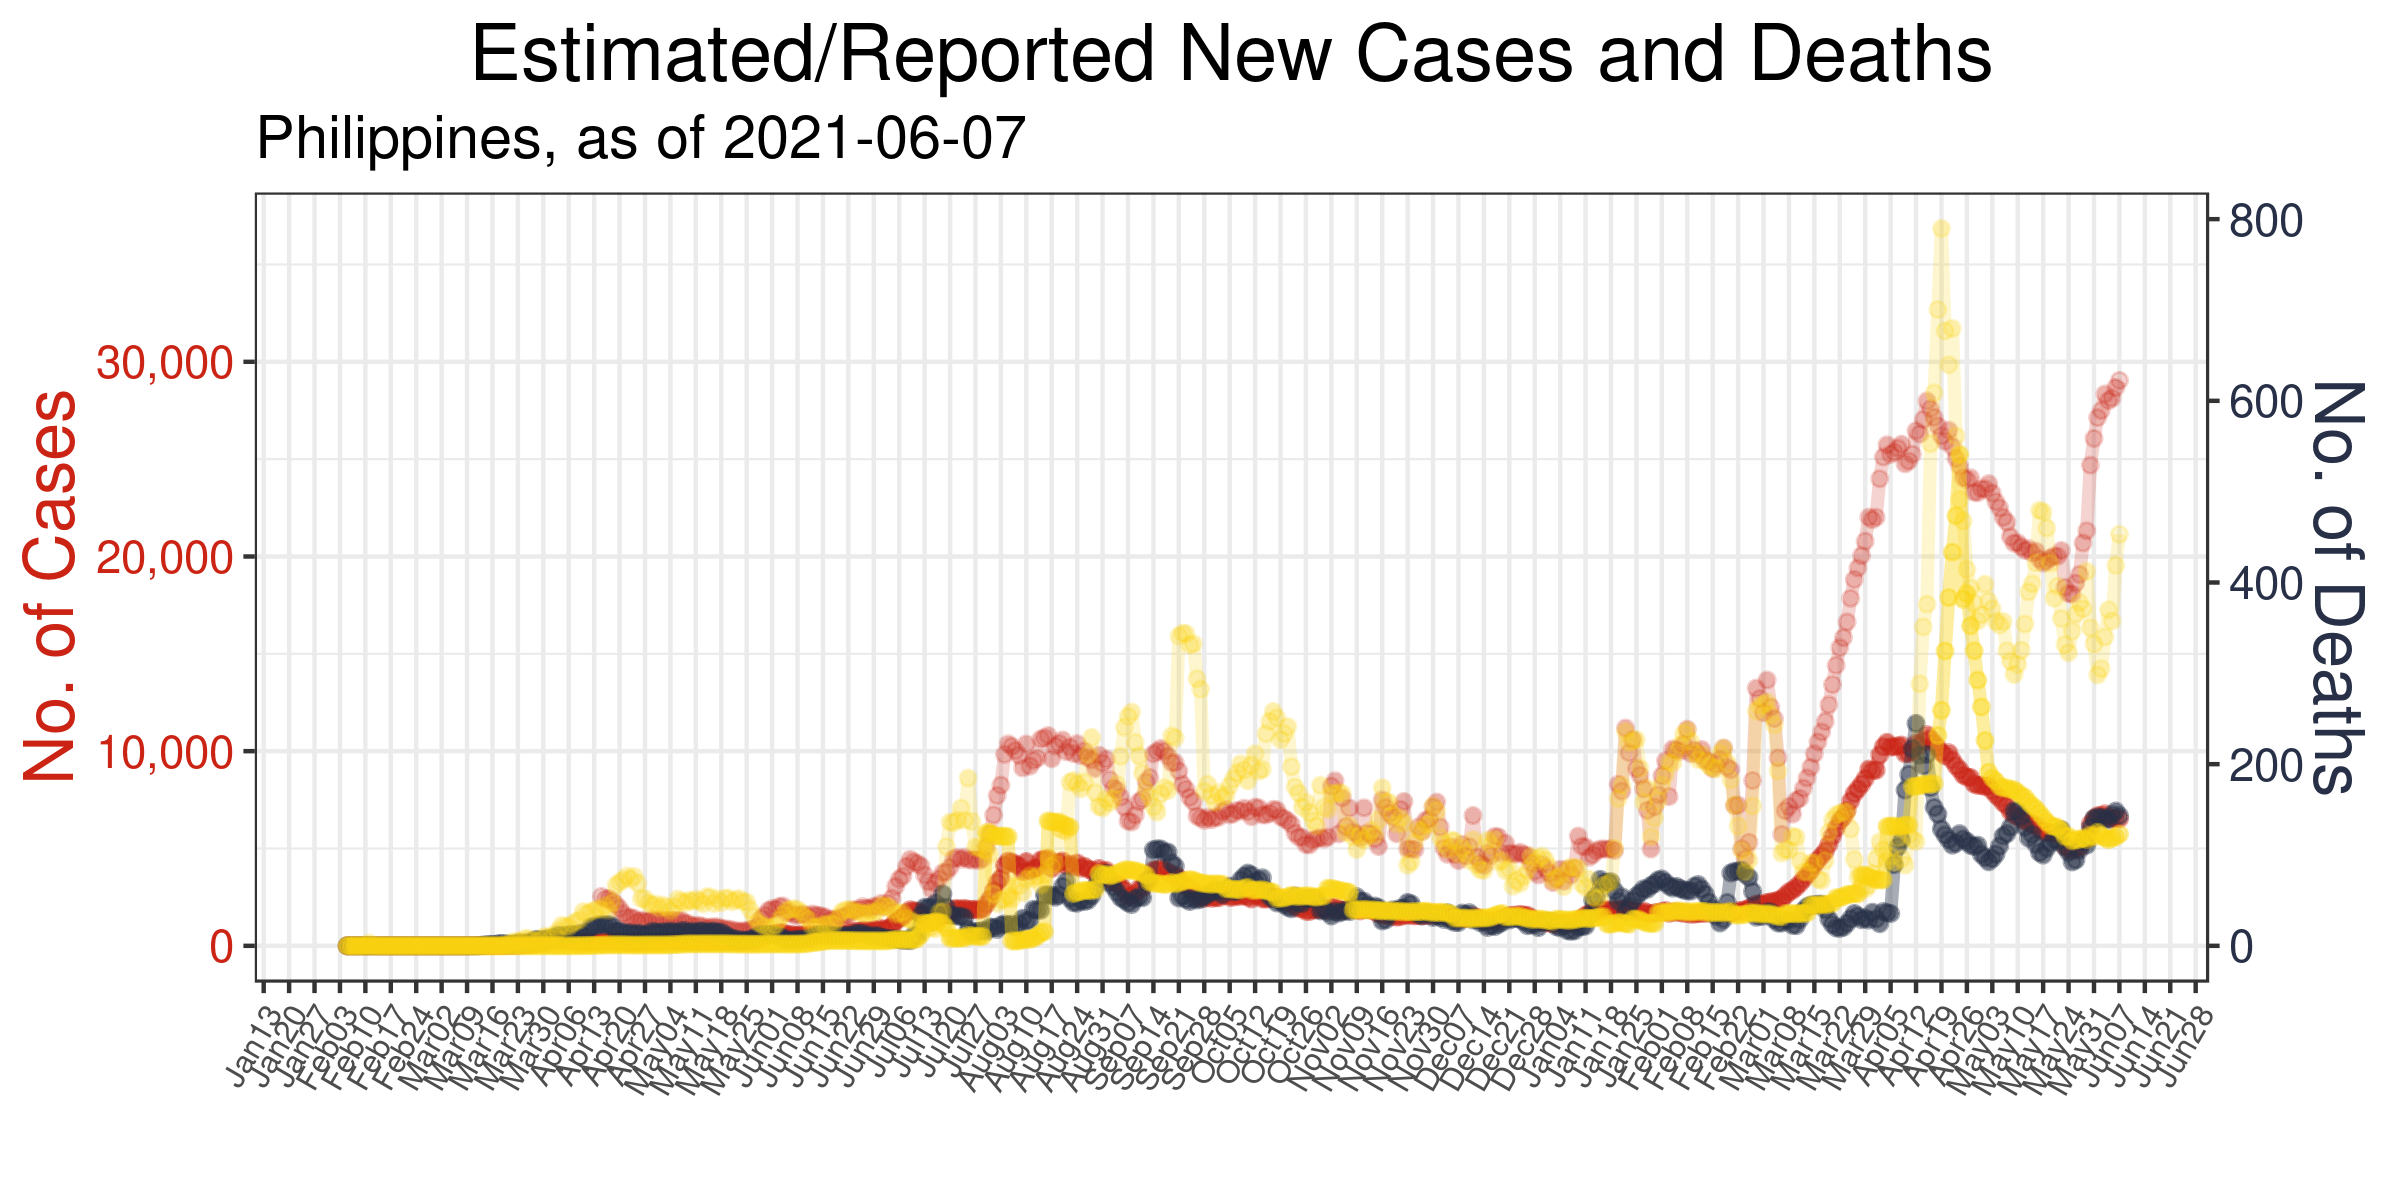 Estimated/Reported New Cases and Deaths
Philippines, as of 2021-06-07
No. of Cases
30,000
20,000
10,000
0
800
600
400
200
0
No. of Deaths
Jan13
Jan20
Jan27
Feb03
Feb10
Feb17
Feb24
Mar02
Mar09
Mar16
Mar23
Mar30
Apr06
Apr13
Apr20
Apr27
May04
May11
May18
May25
Jun01
Jun08
Jun15
Jun22
Jun29
Jul06
Jul13
Jul20
Jul27
Aug03
Aug10
Aug17
Aug24
Aug31
Sep07
Sep14
Sep21
Sep28
Oct05
Oct12
Oct19
Oct26
Nov02
Nov09
Nov16
Nov23
Nov30
Dec07
Dec14
Dec21
Dec28
Jan04
Jan11
Jan18
Jan25
Feb01
Feb08
Feb15
Feb22
Mar01
Mar08
Mar15
Mar22
Mar29
Apr05
Apr12
Apr19
Apr26
May03
May10
May17
May24
May31
Jun07
Jun14
Jun21
Jun28